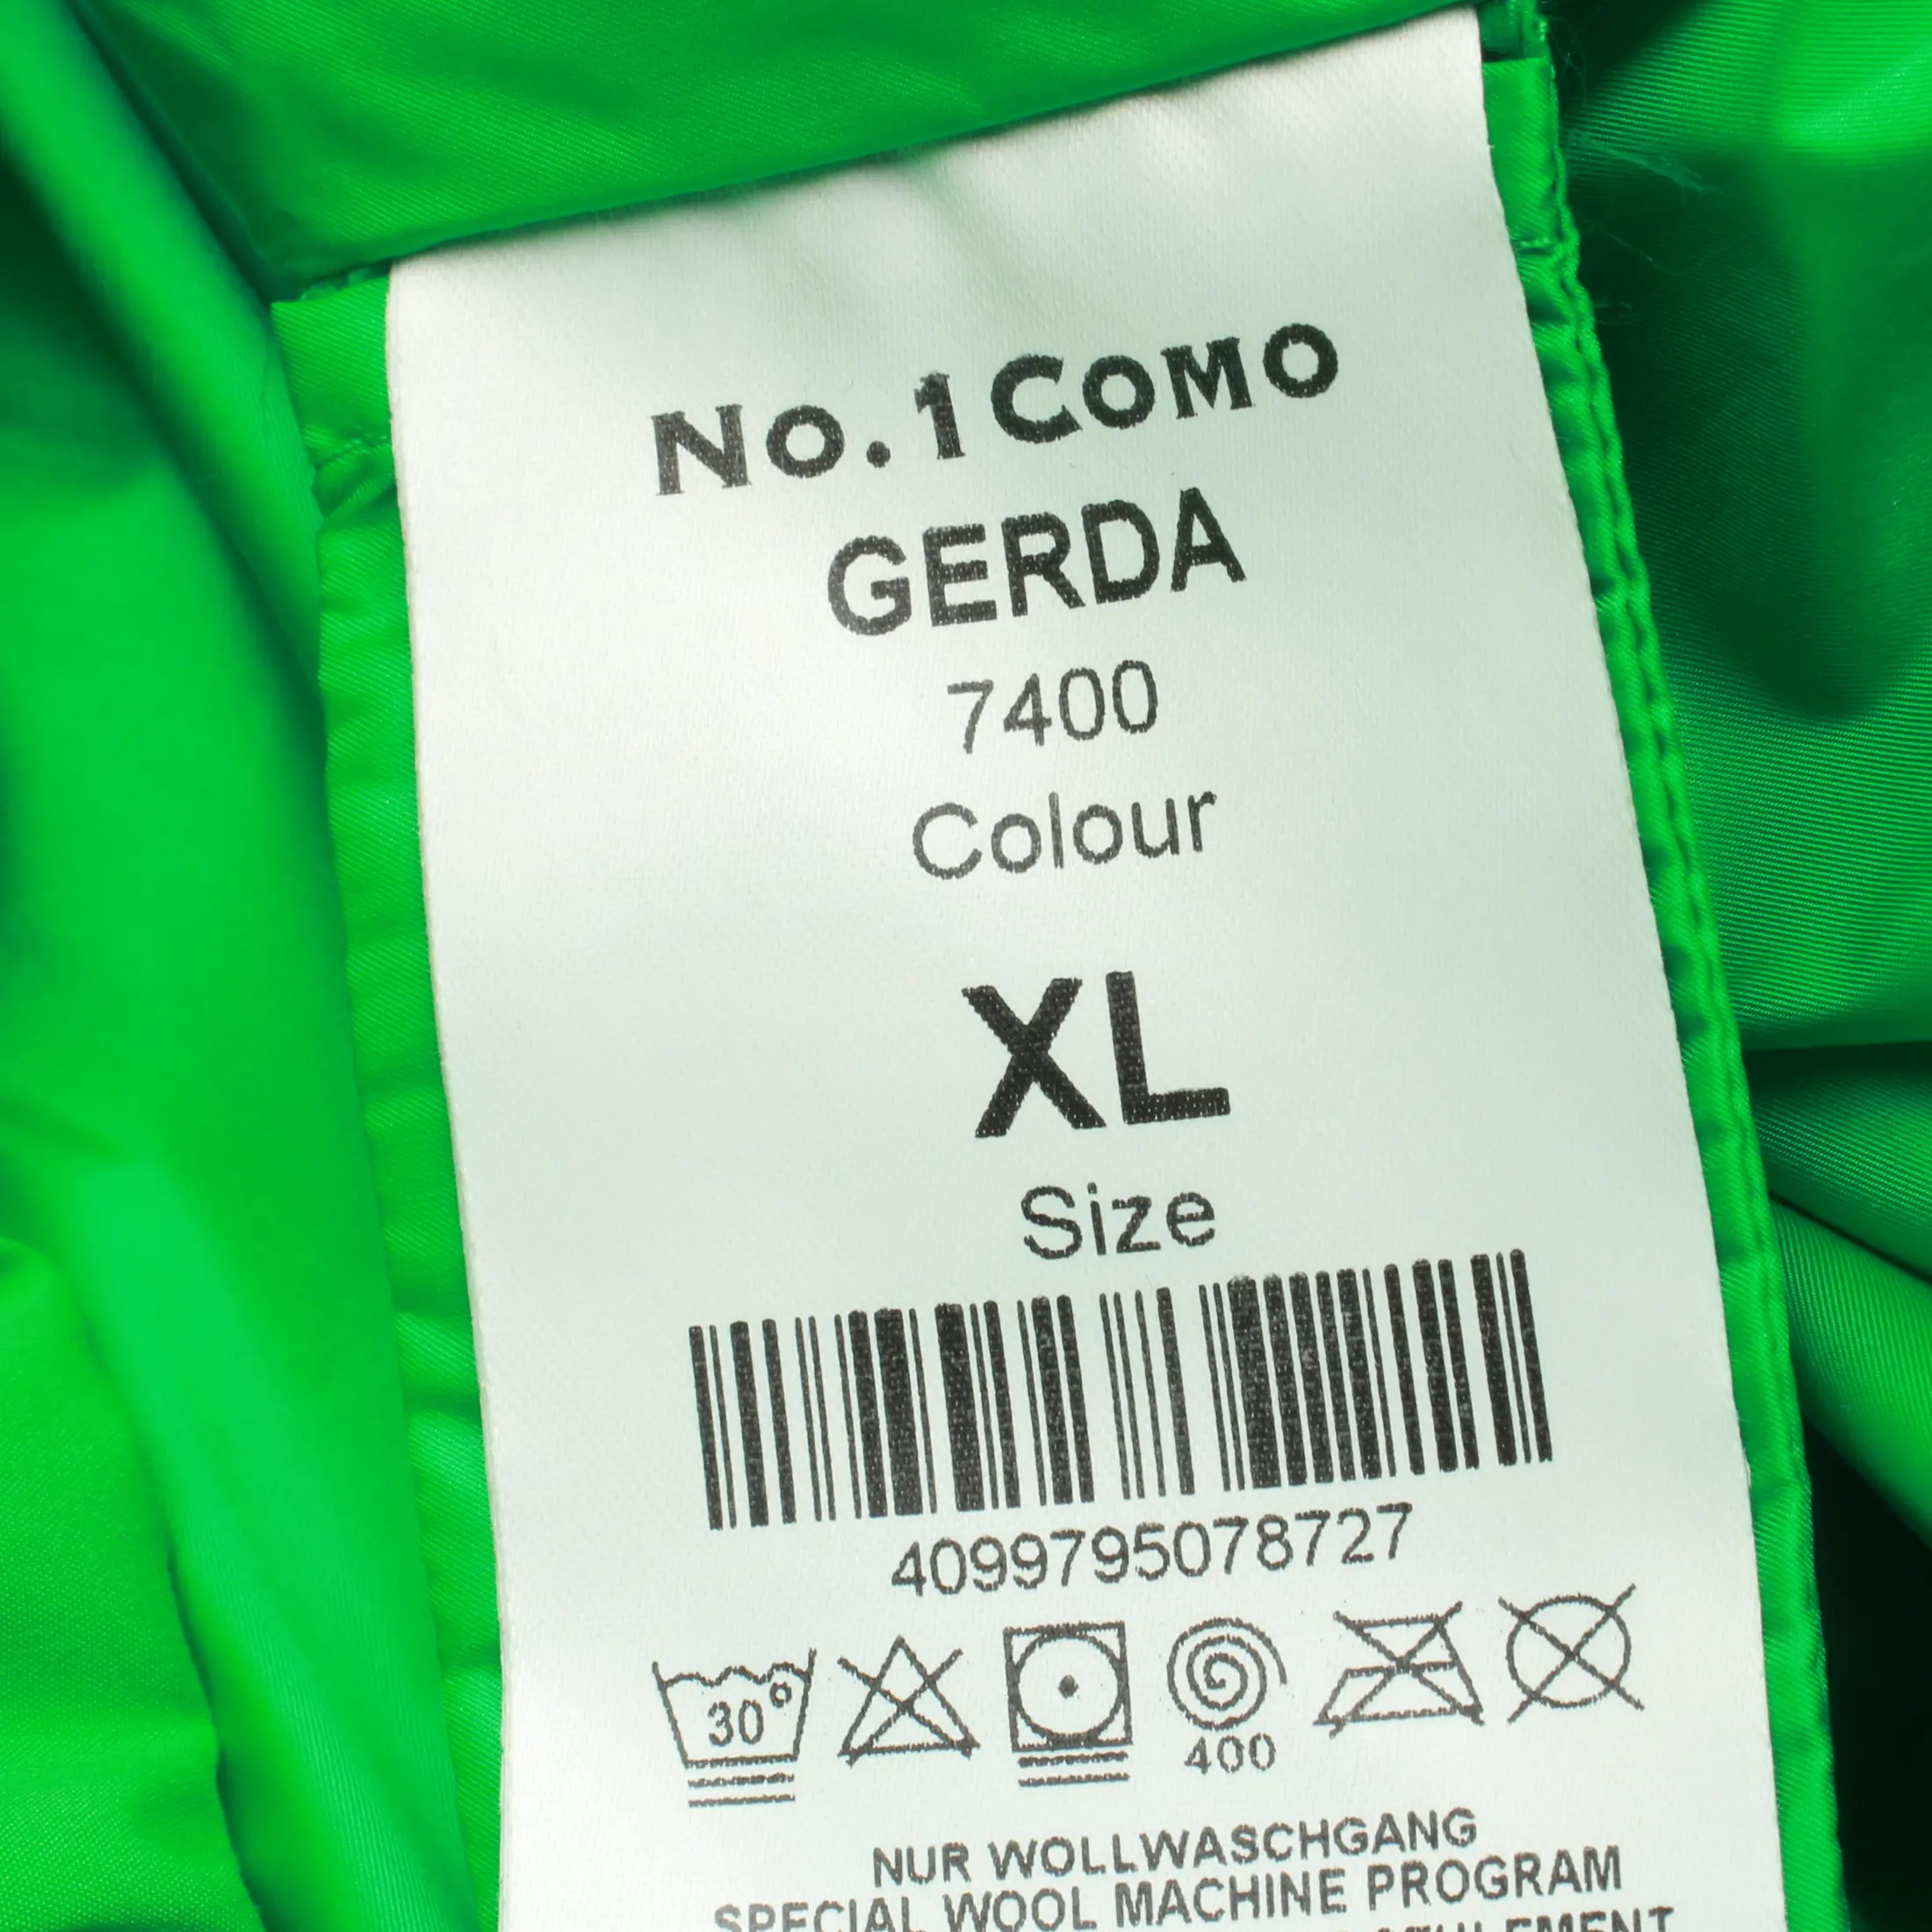 No. 1 COMO
GERDA
7400
Colour
XL
Size
4099795078727
30°
400
NUR WOLLWASCHGANG
SPECIAL WOOL MACHINE PROGRAM